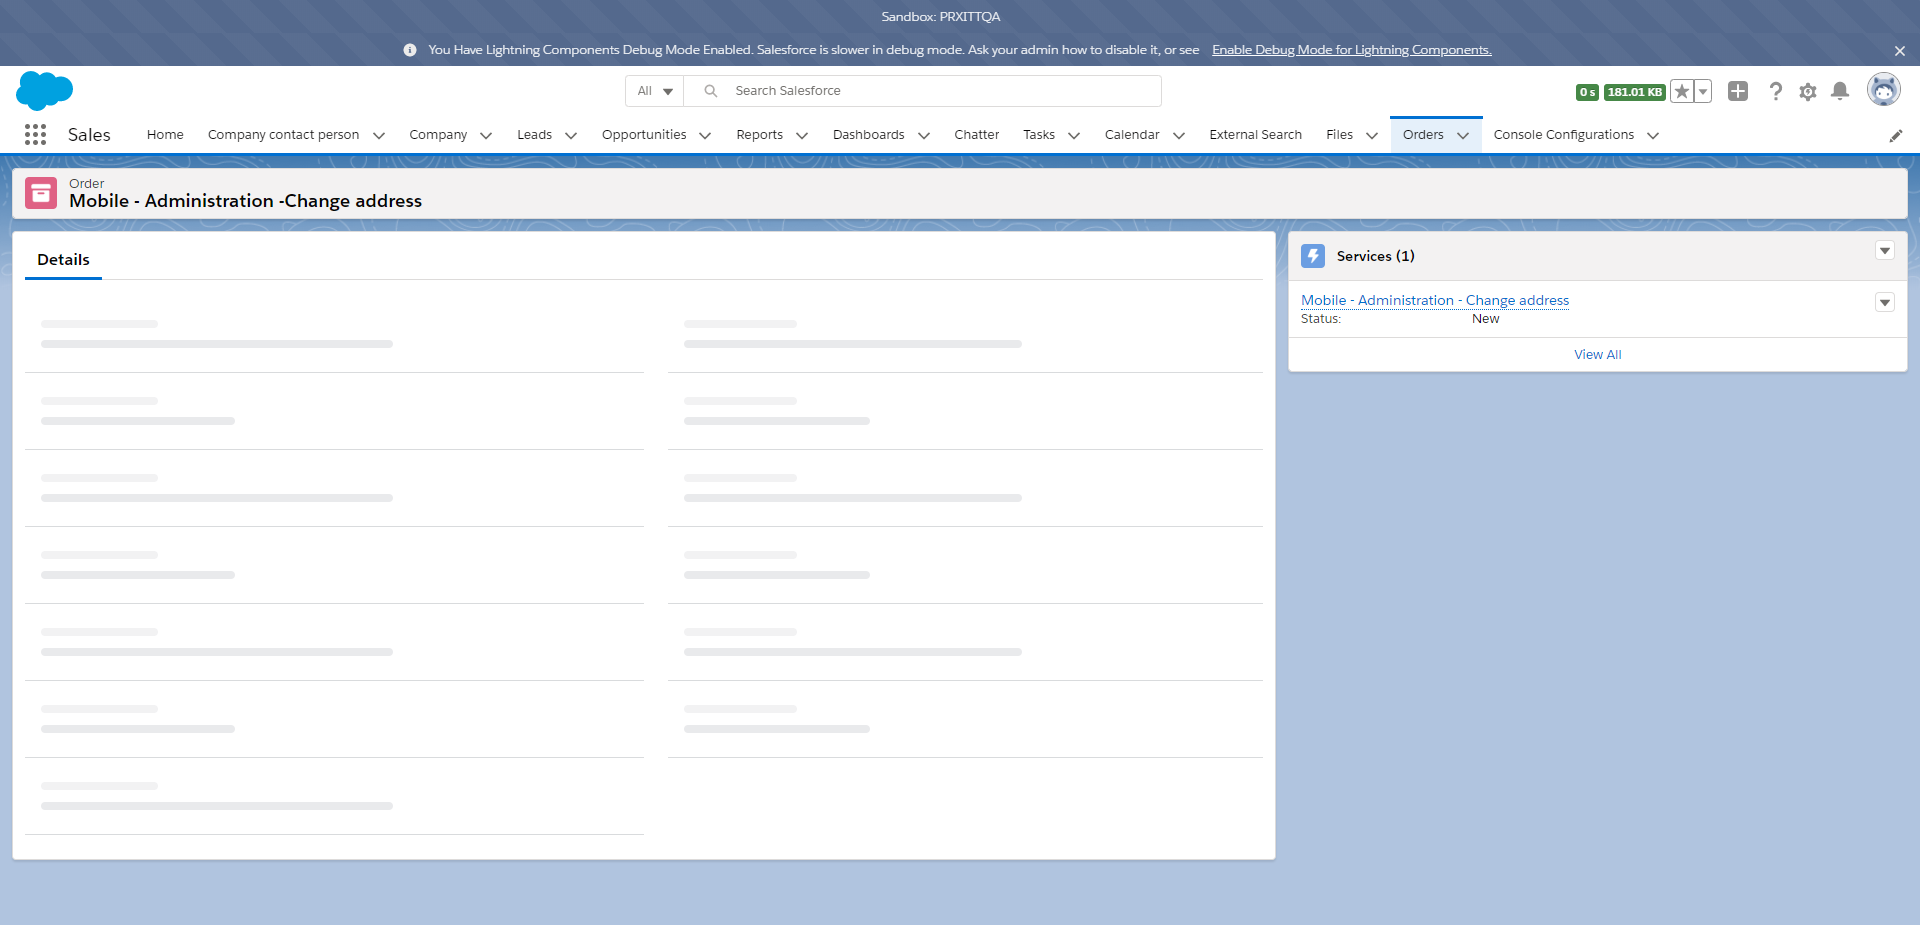 Sandbox: PRXITTQA
You Have Lightning Components Debug Mode Enabled. Salesforce is slower in debug mode. Ask your admin how to disable it, or see Enable Debug Mode for Lightning Components.
All Search Salesforce 0 s 181.01 KB
Sales Home Company contact person Company Leads Opportunities Reports Dashboards Chatter Tasks Calendar External Search Files Orders Console Configurations
Order
Mobile - Administration -Change address
Details
Services (1)
Mobile - Administration - Change address
Status: New
View All